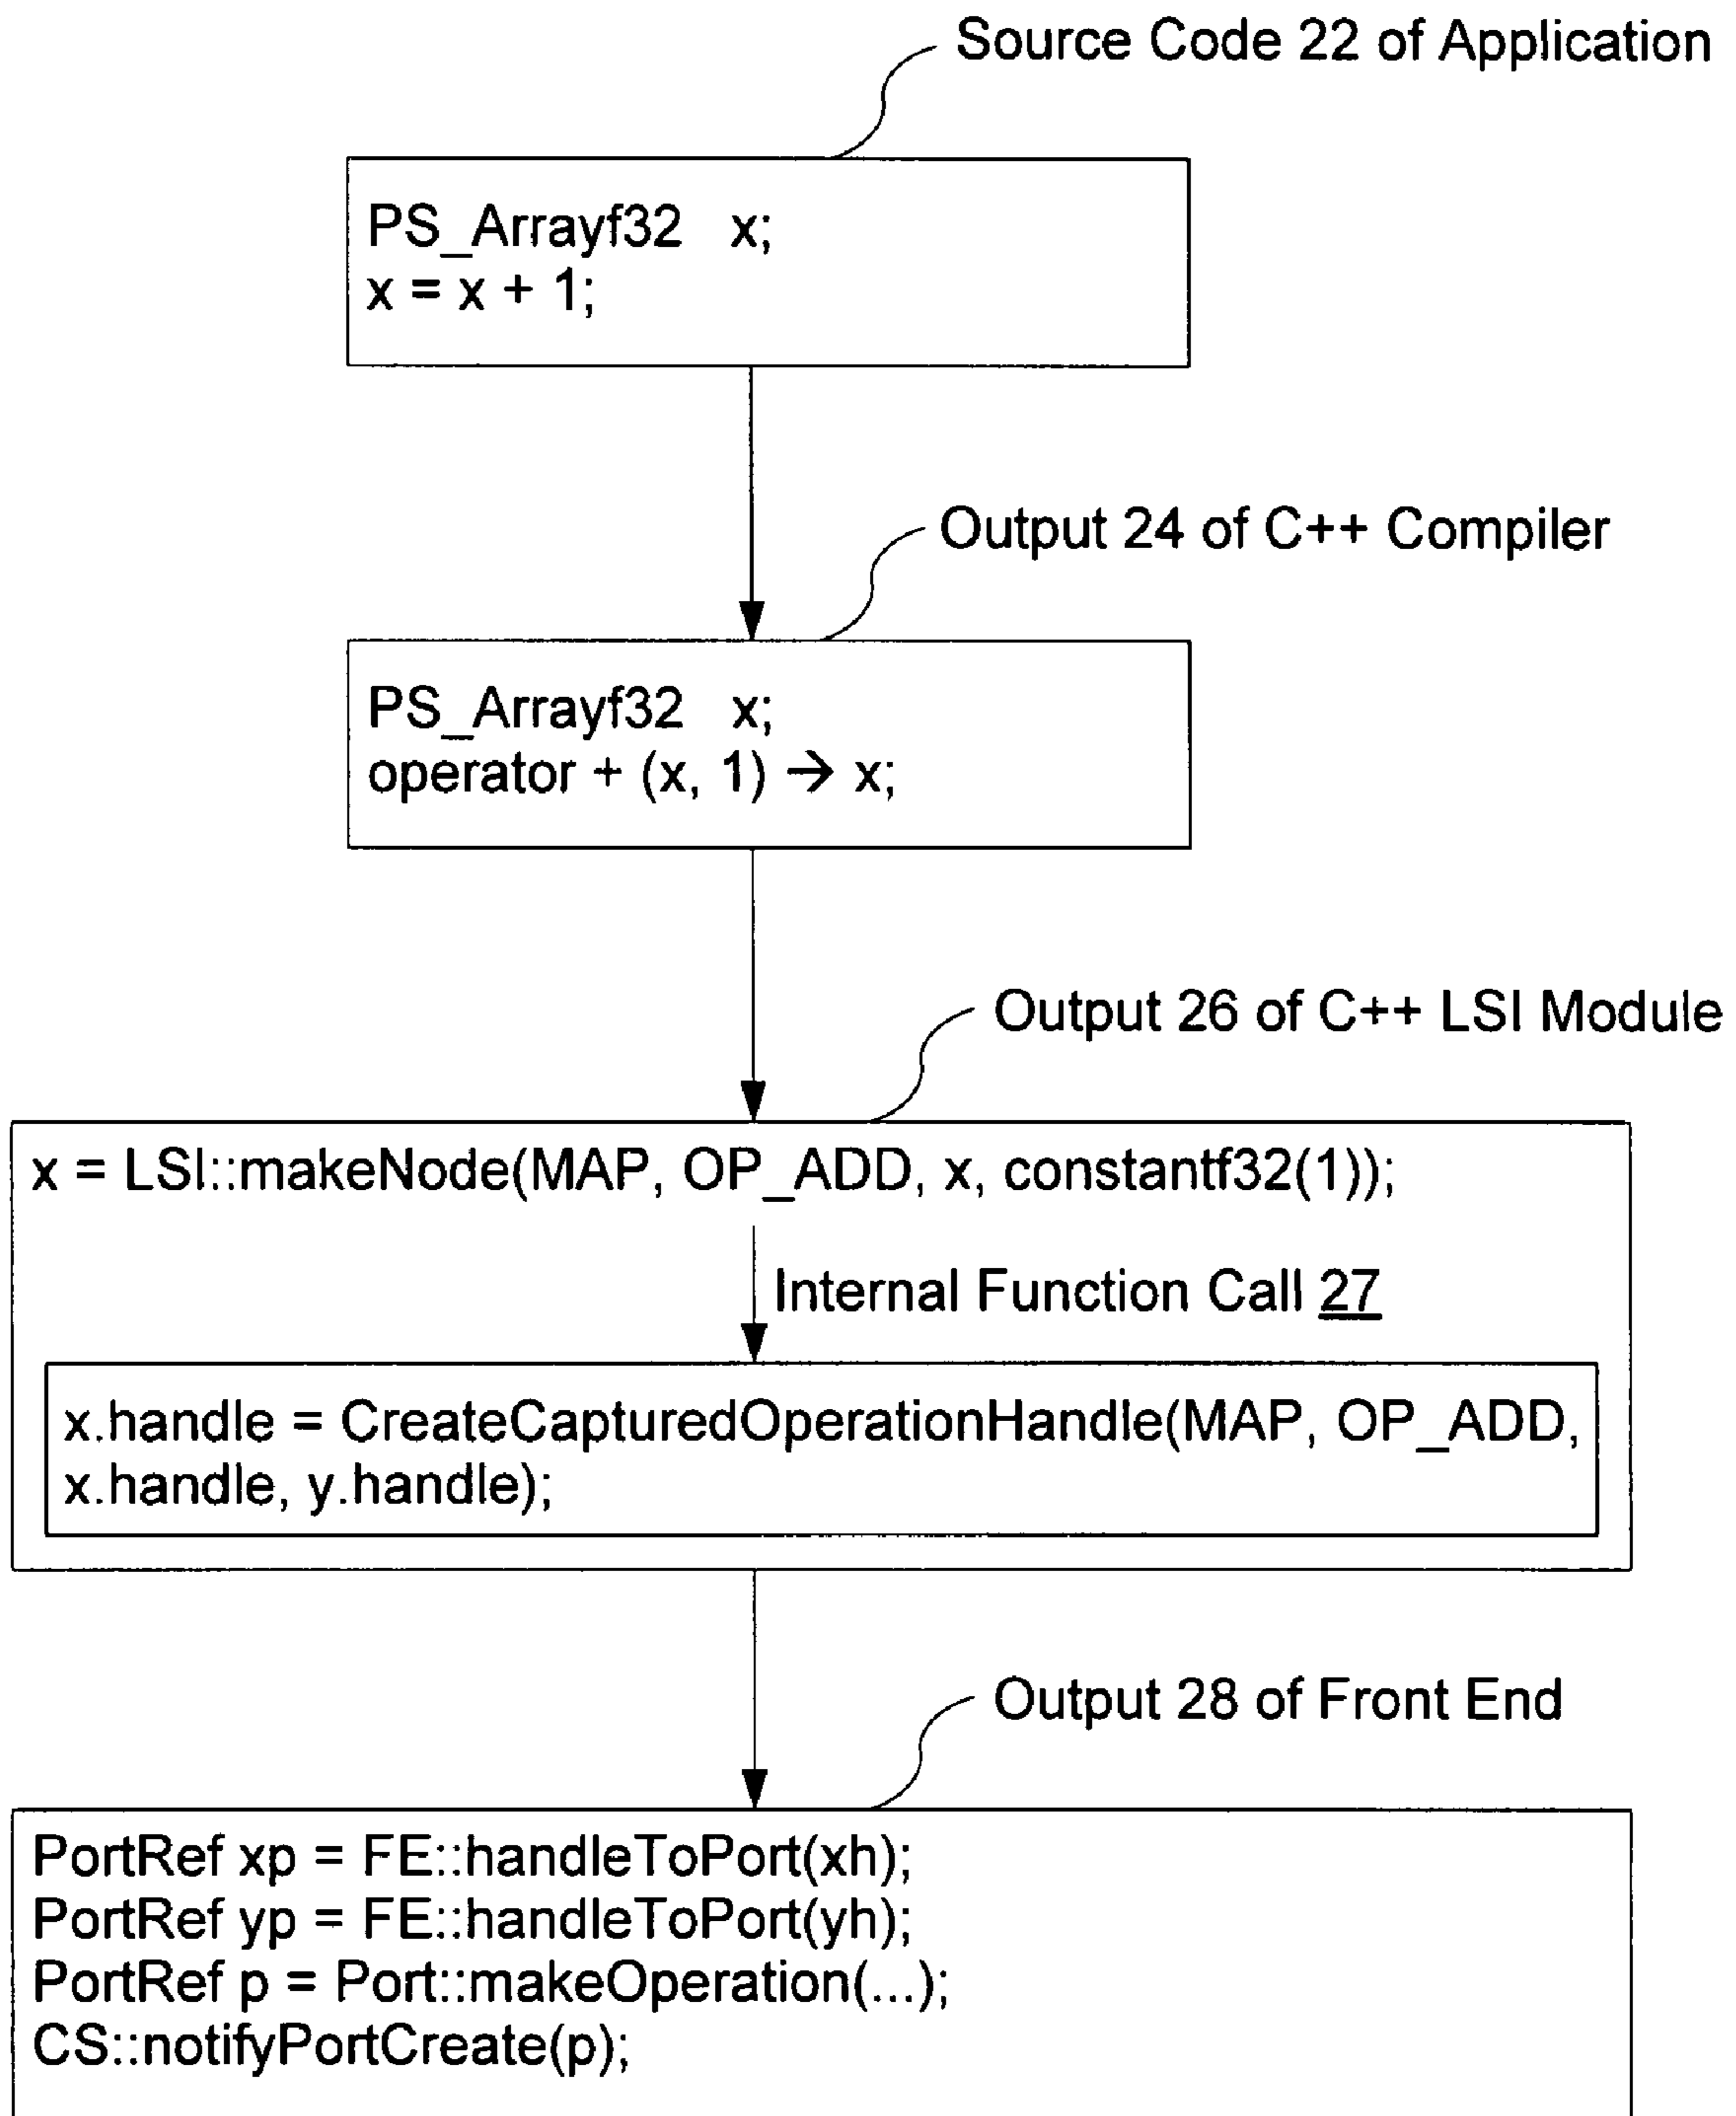 Source Code 22 of Application
PS_Arrayf32 x;
x = x + 1;
Output 24 of C++ Compiler
PS_Arrayf32 x;
operator + (x, 1) → x;
Output 26 of C++ LSI Module
x = LSI::makeNode(MAP, OP_ADD, x, constantf32(1));
Internal Function Call 27
x.handle = CreateCapturedOperationHandle(MAP, OP_ADD,
x.handle, y.handle);
Output 28 of Front End
PortRef xp = FE::handleToPort(xh);
PortRef yp = FE::handleToPort(yh);
PortRef p = Port::makeOperation(...);
CS::notifyPortCreate(p);